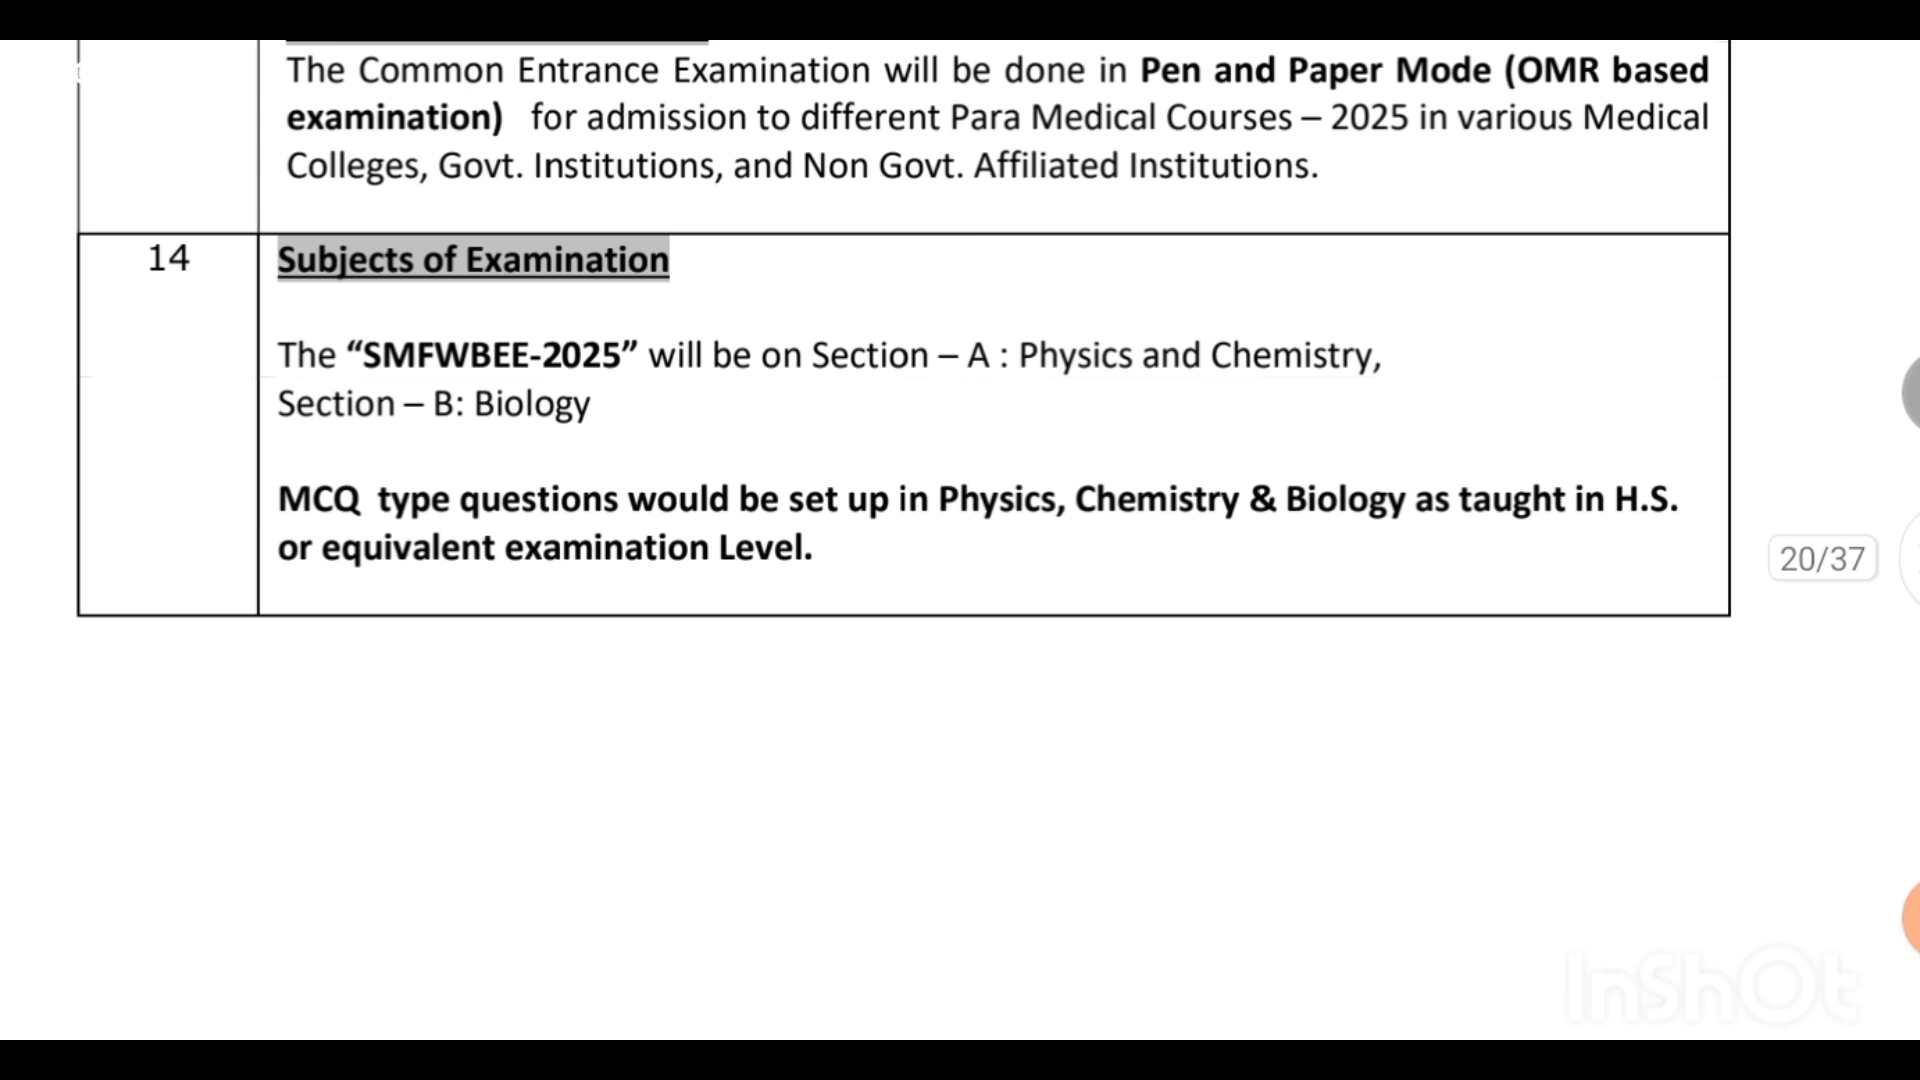 The Common Entrance Examination will be done in Pen and Paper Mode (OMR based
examination) for admission to different Para Medical Courses – 2025 in various Medical
Colleges, Govt. Institutions, and Non Govt. Affiliated Institutions.
14
Subjects of Examination
The “SMFWBEE-2025” will be on Section – A : Physics and Chemistry,
Section – B: Biology
MCQ type questions would be set up in Physics, Chemistry & Biology as taught in H.S.
or equivalent examination Level.
20/37
InShOt